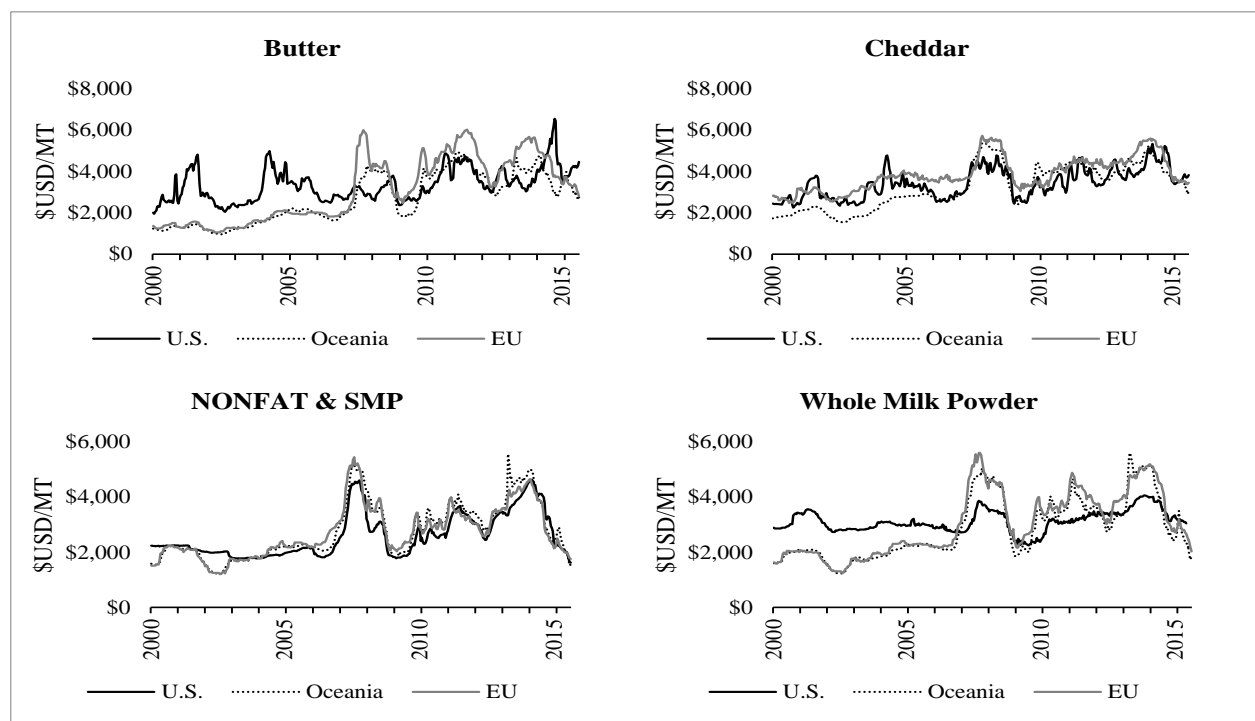 Butter
$USD/MT
$8,000
$6,000
$4,000
$2,000
$0
2000
2005
2010
2015
U.S. Oceania EU
Cheddar
$USD/MT
$8,000
$6,000
$4,000
$2,000
$0
2000
2005
2010
2015
U.S. Oceania EU
NONFAT & SMP
$USD/MT
$6,000
$4,000
$2,000
$0
2000
2005
2010
2015
U.S. Oceania EU
Whole Milk Powder
$USD/MT
$6,000
$4,000
$2,000
$0
2000
2005
2010
2015
U.S. Oceania EU